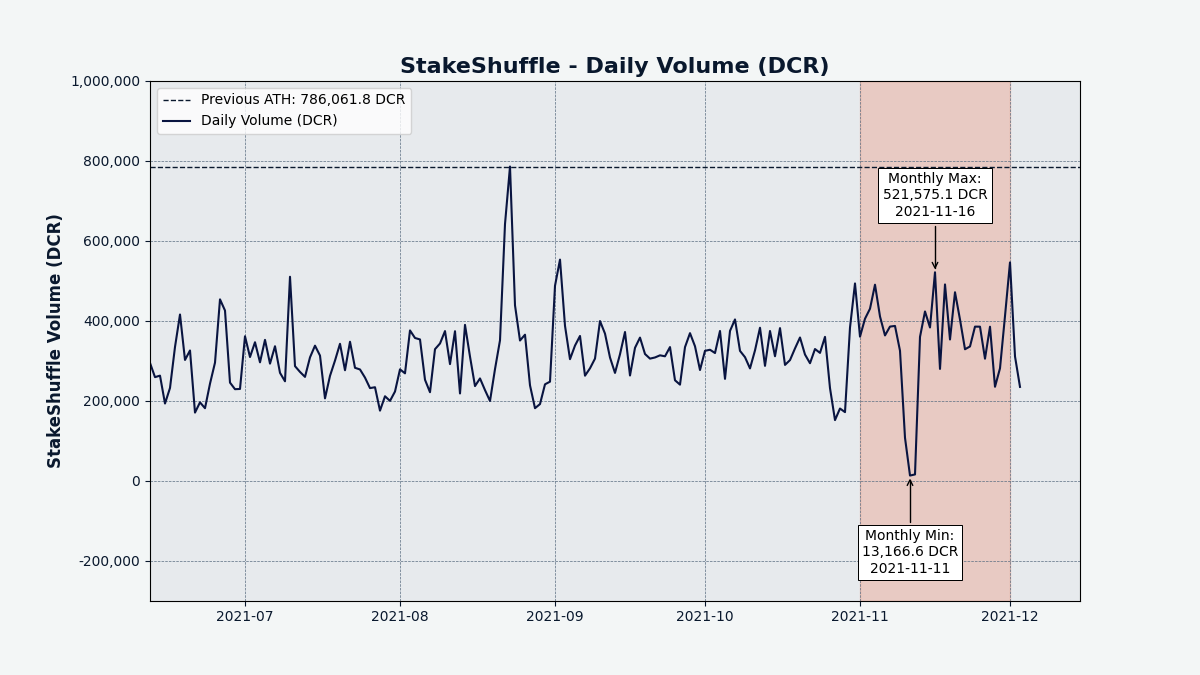 StakeShuffle - Daily Volume (DCR)
StakeShuffle Volume (DCR)
1,000,000
800,000
600,000
400,000
200,000
0
-200,000
Previous ATH: 786,061.8 DCR
Daily Volume (DCR)
Monthly Max:
521,575.1 DCR
2021-11-16
Monthly Min:
13,166.6 DCR
2021-11-11
2021-07
2021-08
2021-09
2021-10
2021-11
2021-12